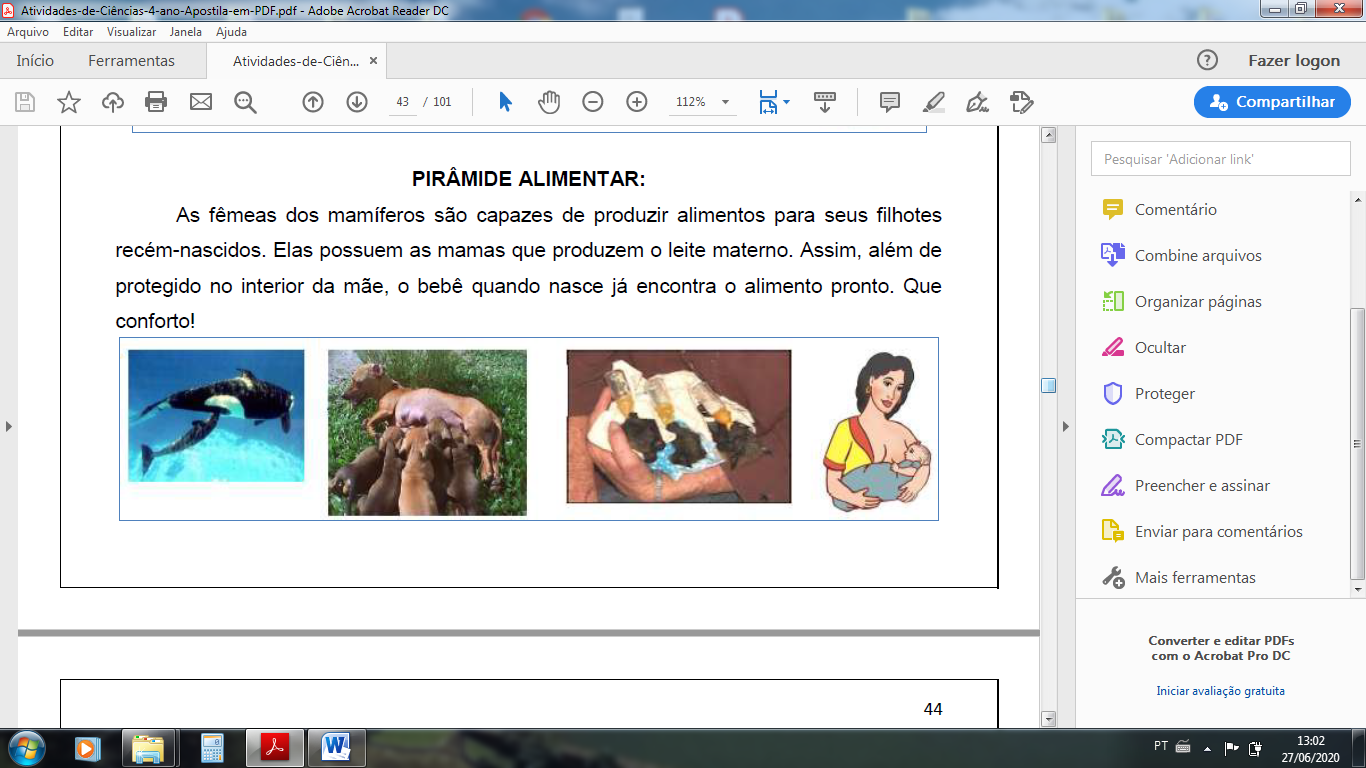 Atividades-de-Ciências-4-ano-Apostila-em-PDF.pdf - Adobe Acrobat Reader DC
Arquivo Editar Visualizar Janela Ajuda
Início Ferramentas Atividades-de-Ciên... × Fazer logon
43 / 101 112% Compartilhar
PIRÂMIDE ALIMENTAR:
As fêmeas dos mamíferos são capazes de produzir alimentos para seus filhotes
recém-nascidos. Elas possuem as mamas que produzem o leite materno. Assim, além de
protegido no interior da mãe, o bebê quando nasce já encontra o alimento pronto. Que
conforto!
44
Pesquisar 'Adicionar link'
Comentário
Combine arquivos
Organizar páginas
Ocultar
Proteger
Compactar PDF
Preencher e assinar
Enviar para comentários
Mais ferramentas
Converter e editar PDFs
com o Acrobat Pro DC
Iniciar avaliação gratuita
PT 13:02
27/06/2020